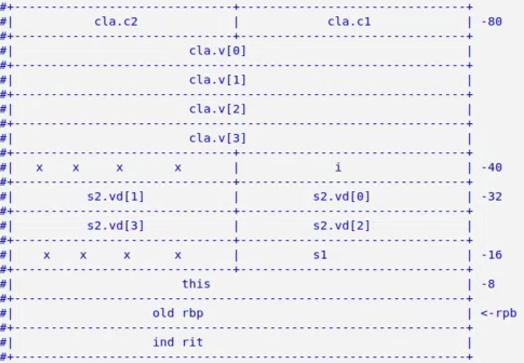 #+------------------------------+-------------------------------+
#| cla.c2 | cla.c1 | -80
#+------------------------------+-------------------------------+
#| cla.v[0] |
#+--------------------------------------------------------------+
#| cla.v[1] |
#+--------------------------------------------------------------+
#| cla.v[2] |
#+--------------------------------------------------------------+
#| cla.v[3] |
#+------------------------------+-------------------------------+
#| x x x x | i | -40
#+------------------------------+-------------------------------+
#| s2.vd[1] | s2.vd[0] | -32
#+------------------------------+-------------------------------+
#| s2.vd[3] | s2.vd[2] |
#+------------------------------+-------------------------------+
#| x x x x | s1 | -16
#+------------------------------+-------------------------------+
#| this | -8
#+--------------------------------------------------------------+
#| old rbp | <-rpb
#+--------------------------------------------------------------+
#| ind rit |
#+--------------------------------------------------------------+